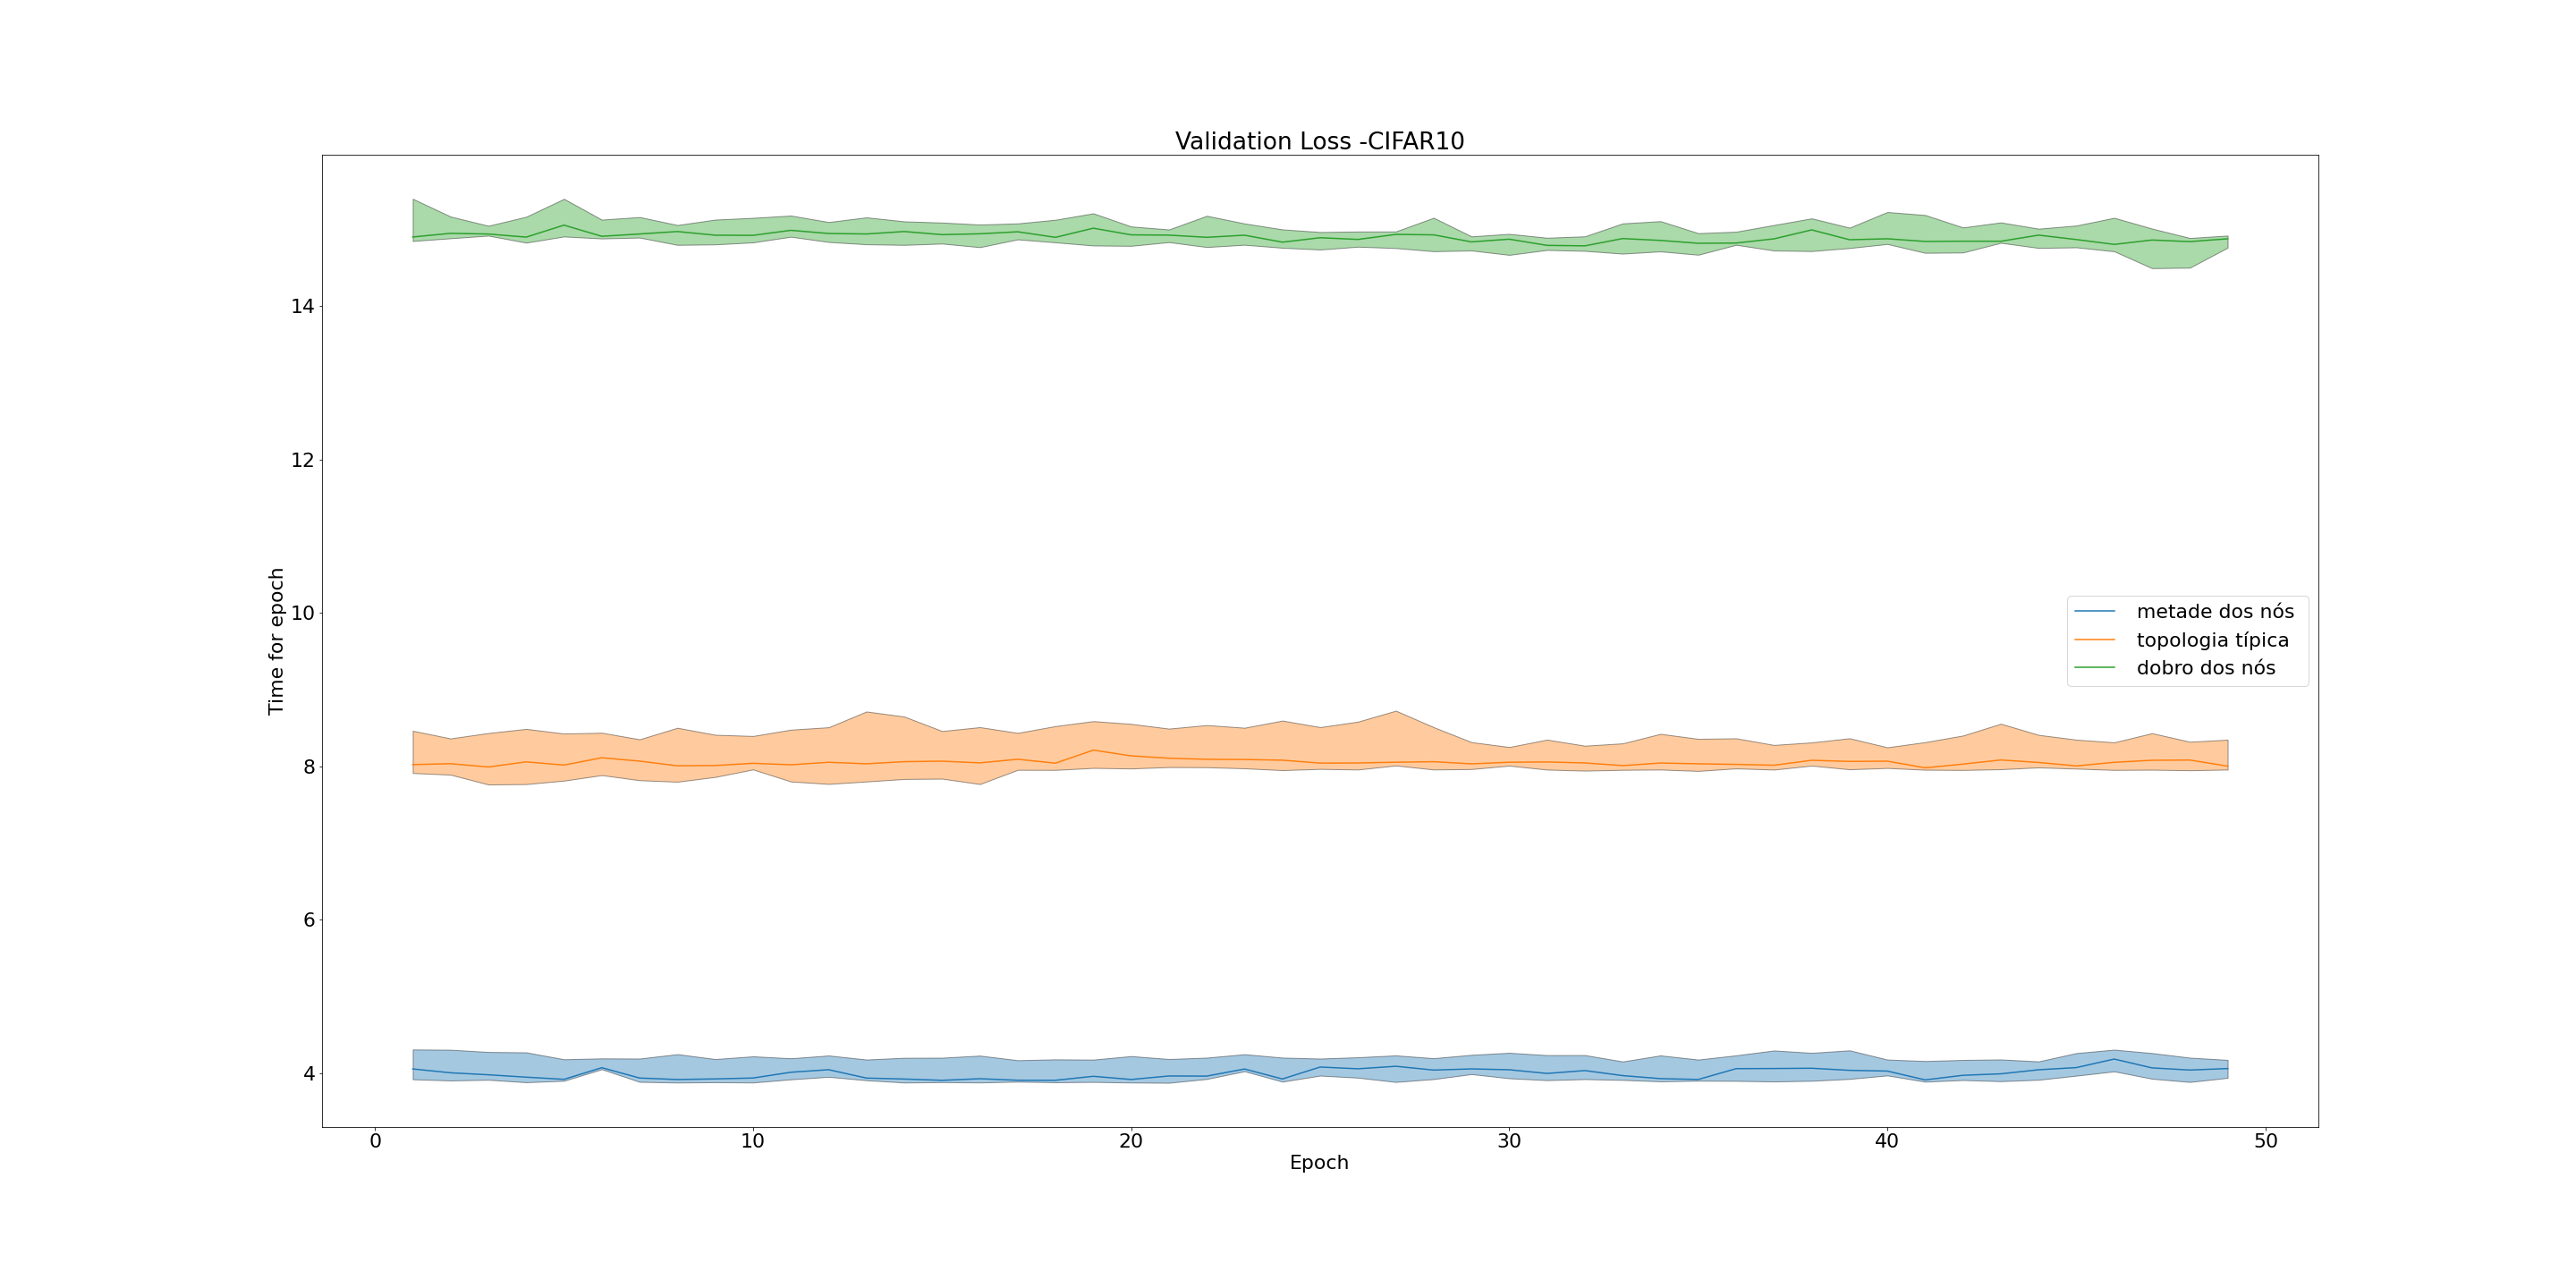 Validation Loss -CIFAR10
Time for epoch
14
12
10
8
6
4
metade dos nós
topologia típica
dobro dos nós
0 10 20 30 40 50
Epoch